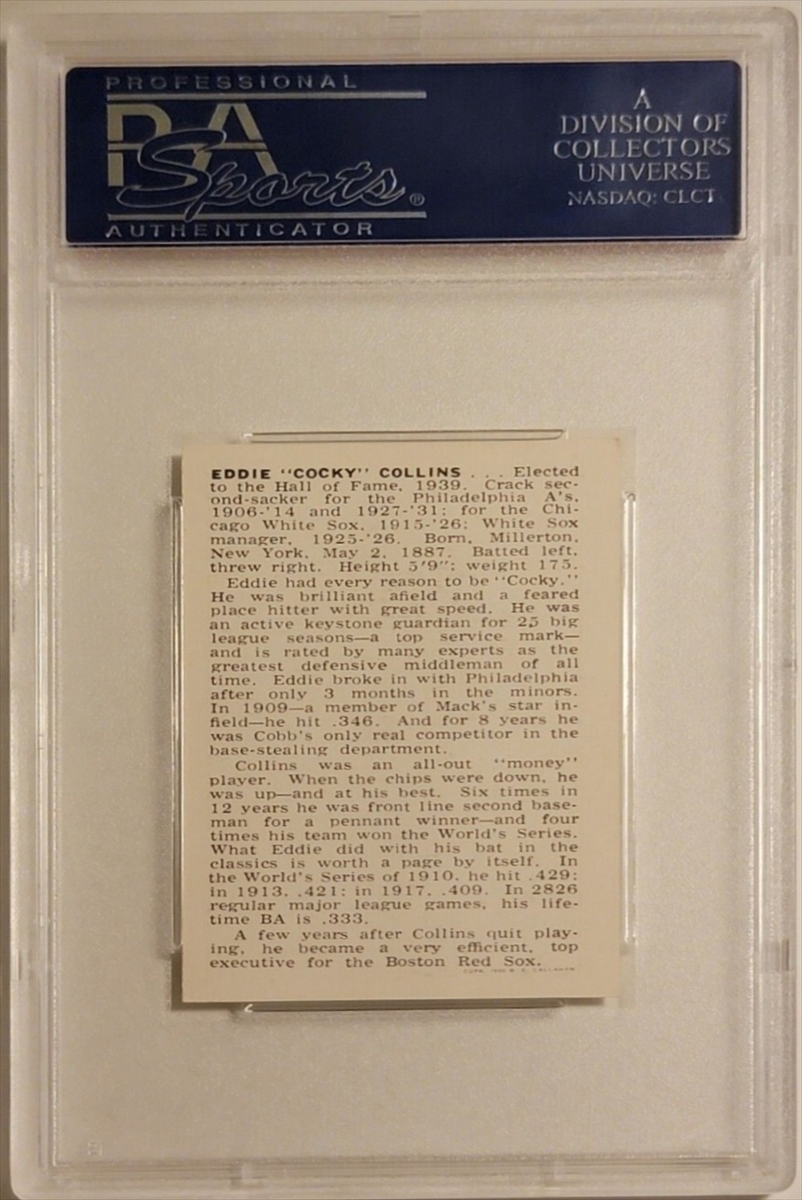 PROFESSIONAL
PSA
Sports®
AUTHENTICATOR
A
DIVISION OF
COLLECTORS
UNIVERSE
NASDAQ: CLCT
EDDIE "COCKY" COLLINS . . . Elected
to the Hall of Fame, 1939. Crack sec-
ond-sacker for the Philadelphia A's,
1906-'14 and 1927-'31; for the Chi-
cago White Sox, 1915-'26; White Sox
manager, 1925-'26. Born, Millerton,
New York, May 2, 1887. Batted left,
threw right. Height 5'9"; weight 175.
Eddie had every reason to be "Cocky."
He was brilliant afield and a feared
place hitter with great speed. He was
an active keystone guardian for 25 big
league seasons—a top service mark—
and is rated by many experts as the
greatest defensive middleman of all
time. Eddie broke in with Philadelphia
after only 3 months in the minors.
In 1909—a member of Mack's star in-
field—he hit .346. And for 8 years he
was Cobb's only real competitor in the
base-stealing department.
Collins was an all-out "money"
player. When the chips were down, he
was up—and at his best. Six times in
12 years he was front line second base-
man for a pennant winner—and four
times his team won the World's Series.
What Eddie did with his bat in the
classics is worth a page by itself. In
the World's Series of 1910, he hit .429;
in 1913, .421; in 1917, .409. In 2826
regular major league games, his life-
time BA is .333.
A few years after Collins quit play-
ing, he became a very efficient, top
executive for the Boston Red Sox.